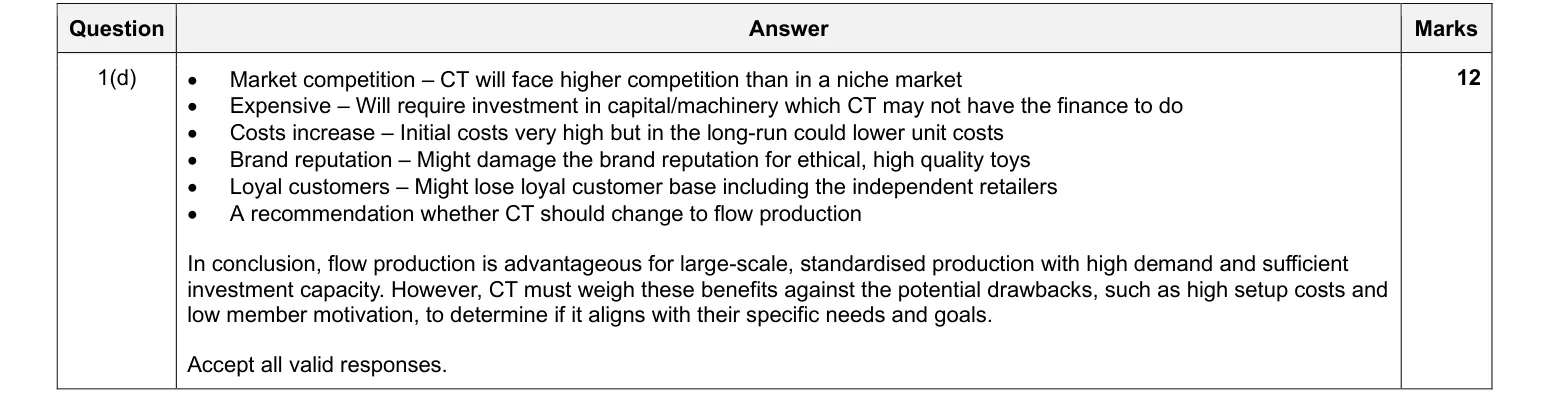 Question Answer Marks
1(d) • Market competition – CT will face higher competition than in a niche market 12
• Expensive – Will require investment in capital/machinery which CT may not have the finance to do
• Costs increase – Initial costs very high but in the long-run could lower unit costs
• Brand reputation – Might damage the brand reputation for ethical, high quality toys
• Loyal customers – Might lose loyal customer base including the independent retailers
• A recommendation whether CT should change to flow production
In conclusion, flow production is advantageous for large-scale, standardised production with high demand and sufficient
investment capacity. However, CT must weigh these benefits against the potential drawbacks, such as high setup costs and
low member motivation, to determine if it aligns with their specific needs and goals.
Accept all valid responses.